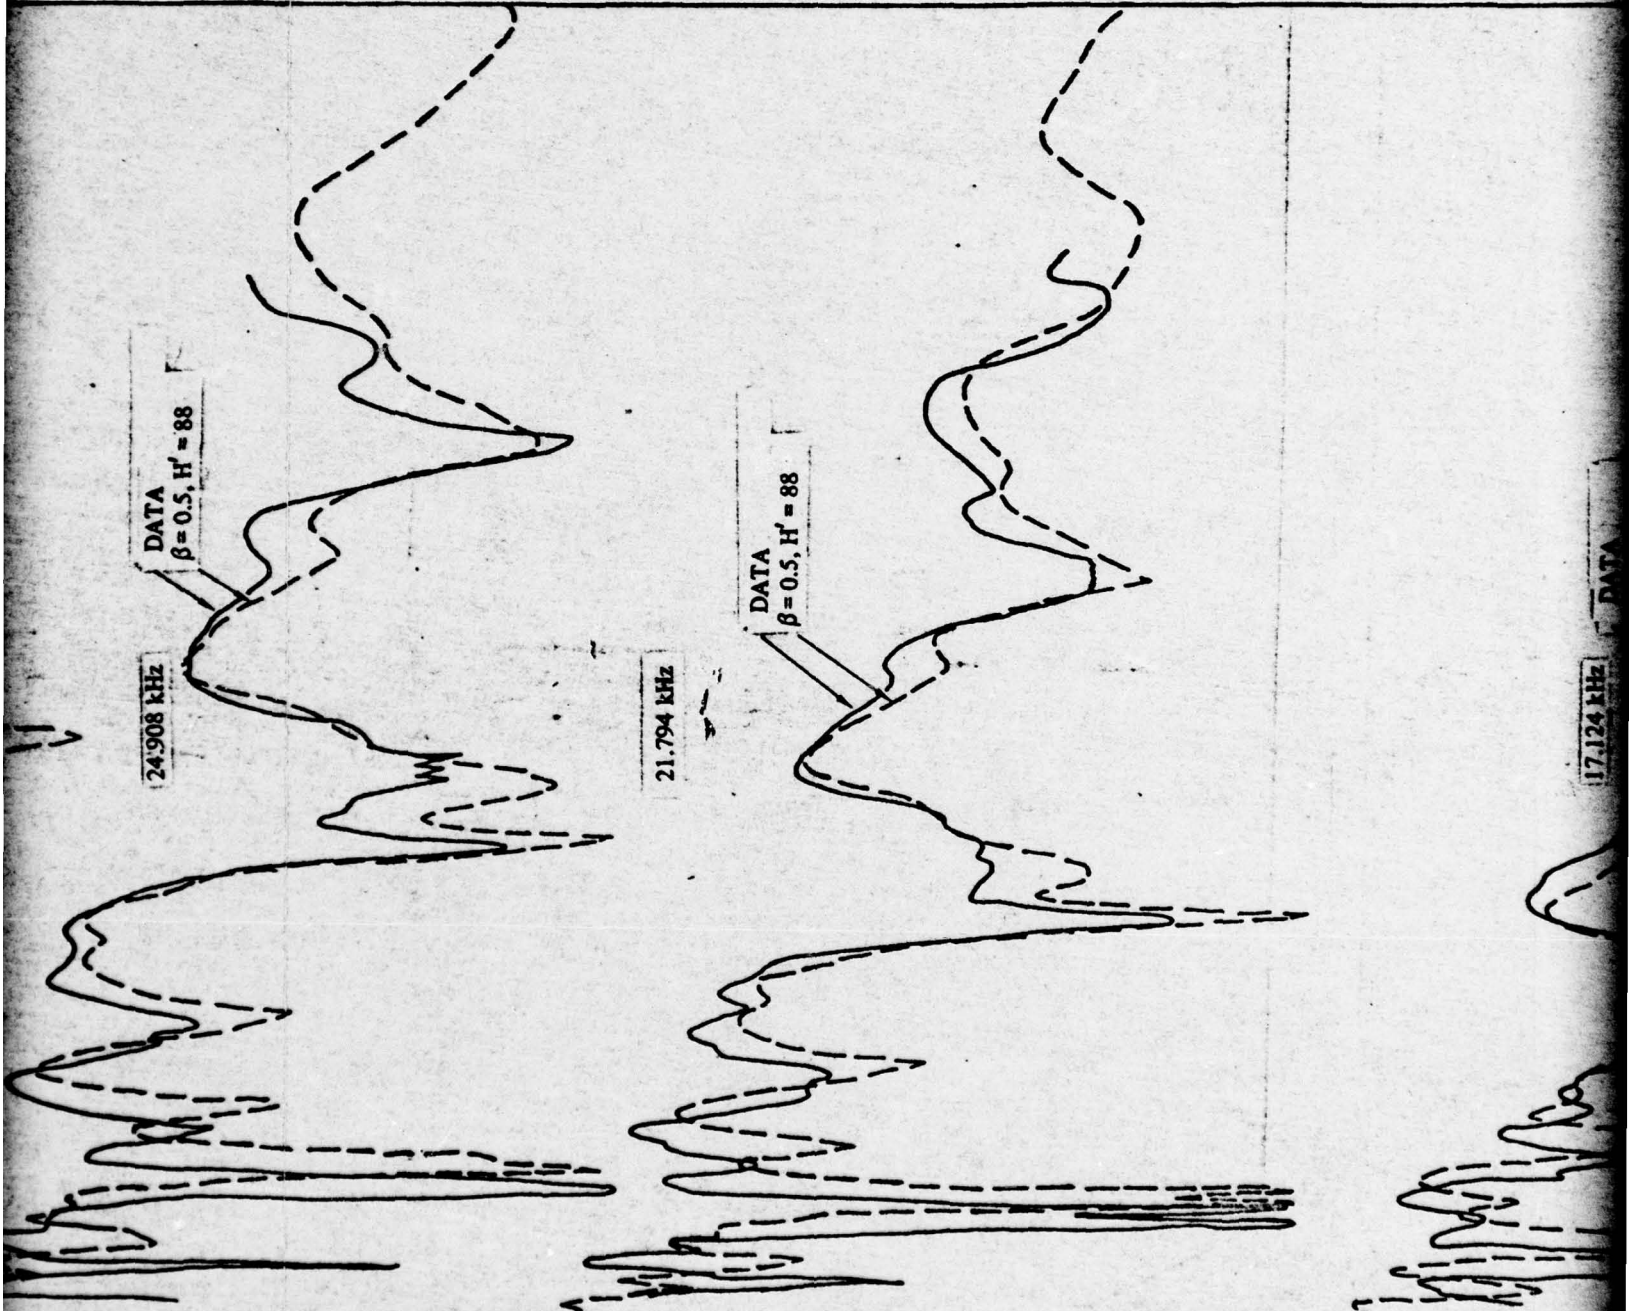 24.908 kHz
DATA
β = 0.5, H' = 88
21.794 kHz
DATA
β = 0.5, H' = 88
17.124 kHz
DATA